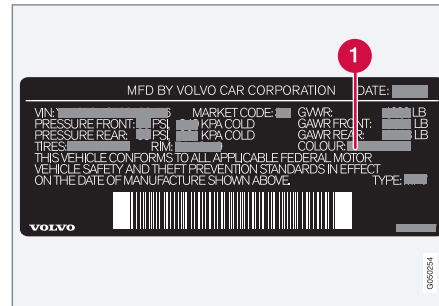 1
MFD BY VOLVO CAR CORPORATION DATE:
VIN: MARKET CODE: GVWR: LB
PRESSURE FRONT: PSI, KPA COLD GAWR FRONT: LB
PRESSURE REAR: PSI, KPA COLD GAWR REAR: LB
TIRES: RIM: COLOUR:
THIS VEHICLE CONFORMS TO ALL APPLICABLE FEDERAL MOTOR
VEHICLE SAFETY AND THEFT PREVENTION STANDARDS IN EFFECT
ON THE DATE OF MANUFACTURE SHOWN ABOVE. TYPE:
VOLVO
G050254